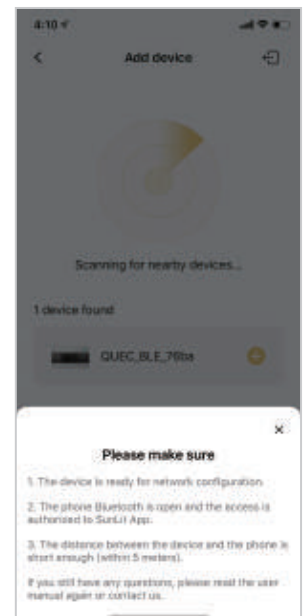 4:10
Add device
Scanning for nearby devices...
1 device found
QUEC_BLE_76ba
Please make sure
1. The device is ready for network configuration.
2. The phone Bluetooth is open and the access is
authorized to SunLit App.
3. The distance between the device and the phone is
short enough (within 5 meters).
If you still have any questions, please read the user
manual again or contact us.